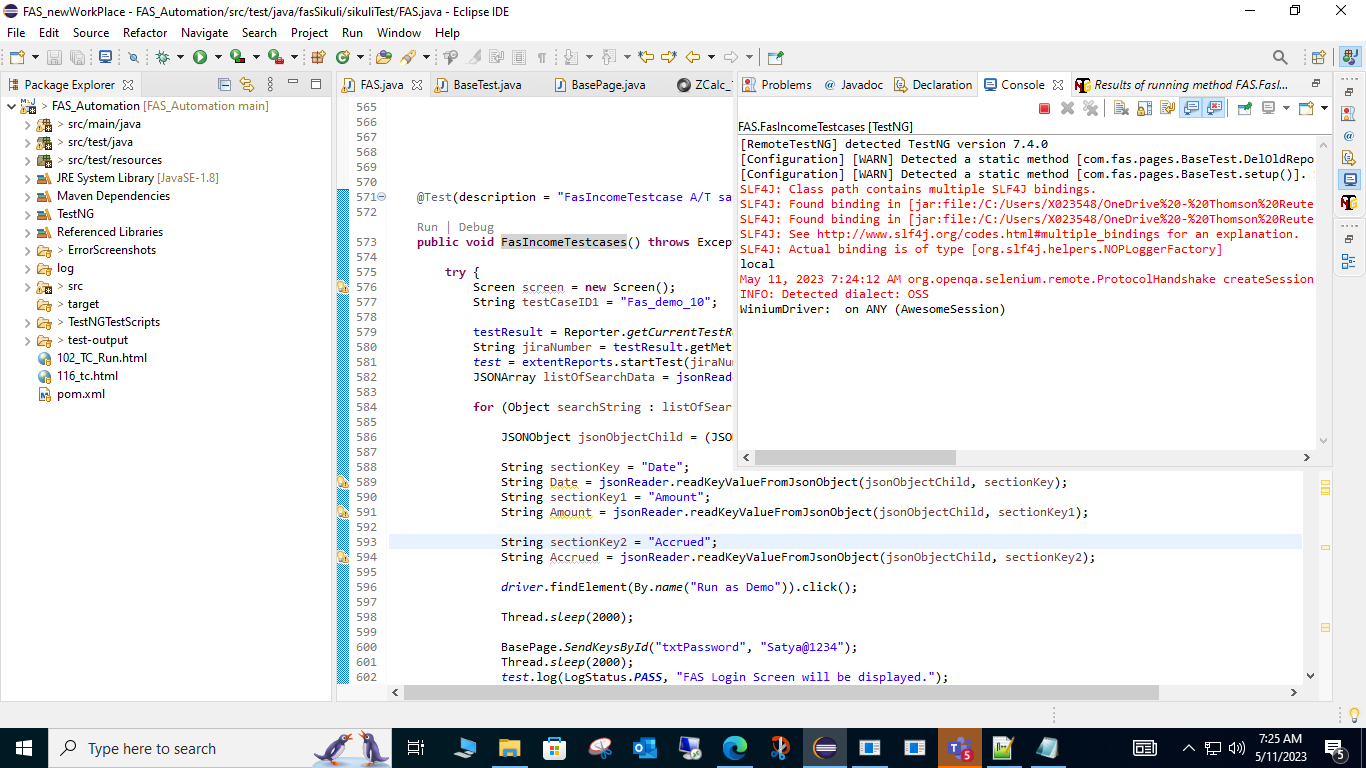 FAS_newWorkPlace - FAS_Automation/src/test/java/fasSikuli/sikuliTest/FAS.java - Eclipse IDE
File Edit Source Refactor Navigate Search Project Run Window Help
Package Explorer
FAS_Automation [FAS_Automation main]
src/main/java
src/test/java
src/test/resources
JRE System Library [JavaSE-1.8]
Maven Dependencies
TestNG
Referenced Libraries
ErrorScreenshots
log
src
target
TestNGTestScripts
test-output
102_TC_Run.html
116_tc.html
pom.xml
FAS.java BaseTest.java BasePage.java ZCalc_
565
566
567
568
569
570
571 @Test(description = "FasIncomeTestcase A/T sa
572
Run | Debug
573 public void FasIncomeTestcases() throws Except
574
575 try {
576 Screen screen = new Screen();
577 String testCaseID1 = "Fas_demo_10";
578
579 testResult = Reporter.getCurrentTestRe
580 String jiraNumber = testResult.getMet
581 test = extentReports.startTest(jiraNum
582 JSONArray listOfSearchData = jsonReade
583
584 for (Object searchString : listOfSear
585
586 JSONObject jsonObjectChild = (JSO
587
588 String sectionKey = "Date";
589 String Date = jsonReader.readKeyValueFromJsonObject(jsonObjectChild, sectionKey);
590 String sectionKey1 = "Amount";
591 String Amount = jsonReader.readKeyValueFromJsonObject(jsonObjectChild, sectionKey1);
592
593 String sectionKey2 = "Accrued";
594 String Accrued = jsonReader.readKeyValueFromJsonObject(jsonObjectChild, sectionKey2);
595
596 driver.findElement(By.name("Run as Demo")).click();
597
598 Thread.sleep(2000);
599
600 BasePage.SendKeysById("txtPassword", "Satya@1234");
601 Thread.sleep(2000);
602 test.log(LogStatus.PASS, "FAS Login Screen will be displayed.");
Problems Javadoc Declaration Console Results of running method FAS.FasI...
FAS.FasIncomeTestcases [TestNG]
[RemoteTestNG] detected TestNG version 7.4.0
[Configuration] [WARN] Detected a static method [com.fas.pages.BaseTest.DelOldRepo
[Configuration] [WARN] Detected a static method [com.fas.pages.BaseTest.setup()].
SLF4J: Class path contains multiple SLF4J bindings.
SLF4J: Found binding in [jar:file:/C:/Users/X023548/OneDrive%20-%20Thomson%20Reute
SLF4J: Found binding in [jar:file:/C:/Users/X023548/OneDrive%20-%20Thomson%20Reute
SLF4J: See http://www.slf4j.org/codes.html#multiple_bindings for an explanation.
SLF4J: Actual binding is of type [org.slf4j.helpers.NOPLoggerFactory]
local
May 11, 2023 7:24:12 AM org.openqa.selenium.remote.ProtocolHandshake createSession
INFO: Detected dialect: OSS
WiniumDriver:  on ANY (AwesomeSession)
Type here to search
7:25 AM
5/11/2023
5
5